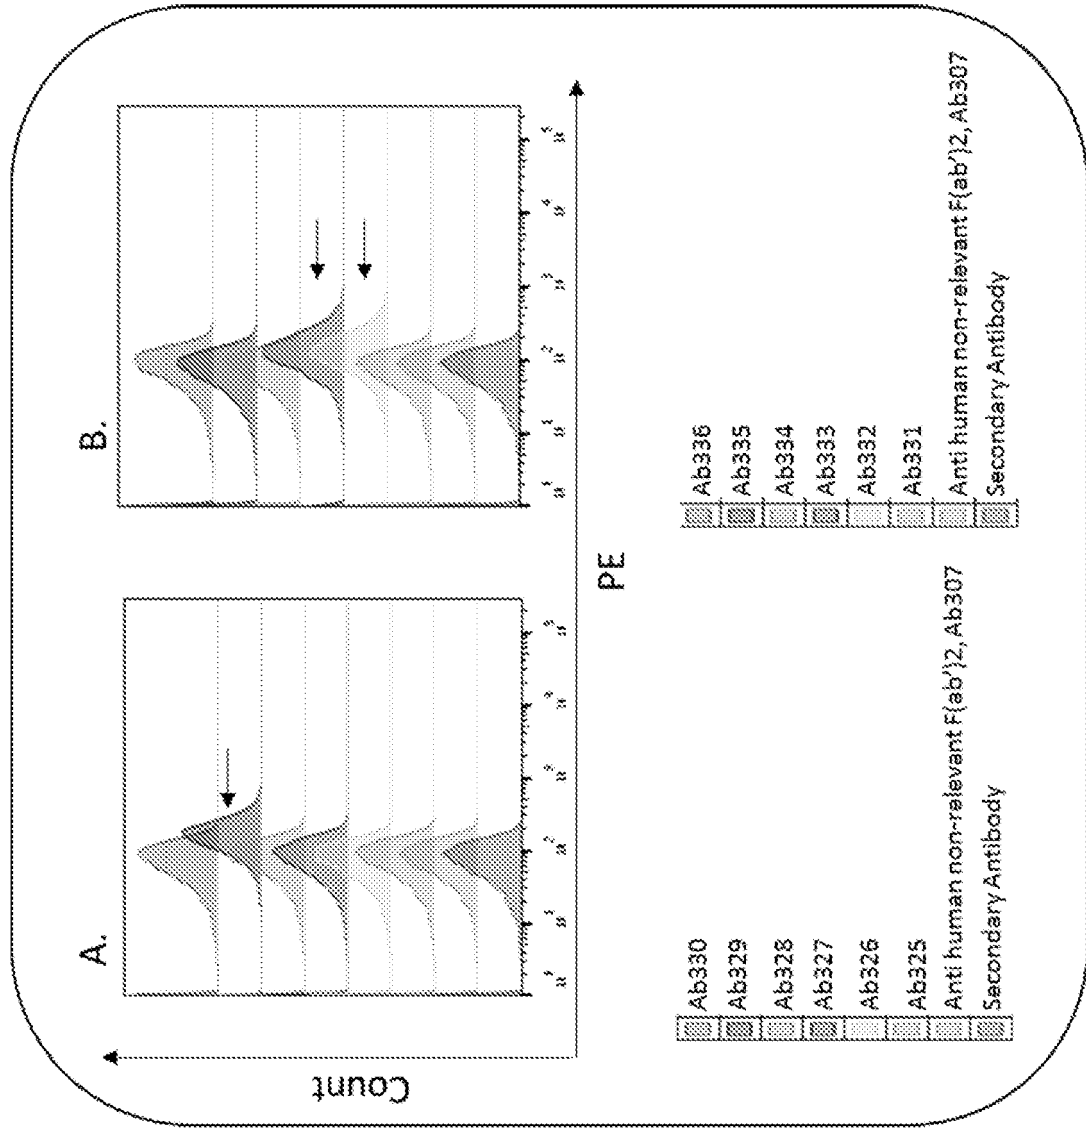 A.
B.
Count
PE
Ab330
Ab329
Ab328
Ab327
Ab326
Ab325
Anti human non-relevant F(ab')2, Ab307
Secondary Antibody
Ab336
Ab335
Ab334
Ab333
Ab332
Ab331
Anti human non-relevant F(ab')2, Ab307
Secondary Antibody